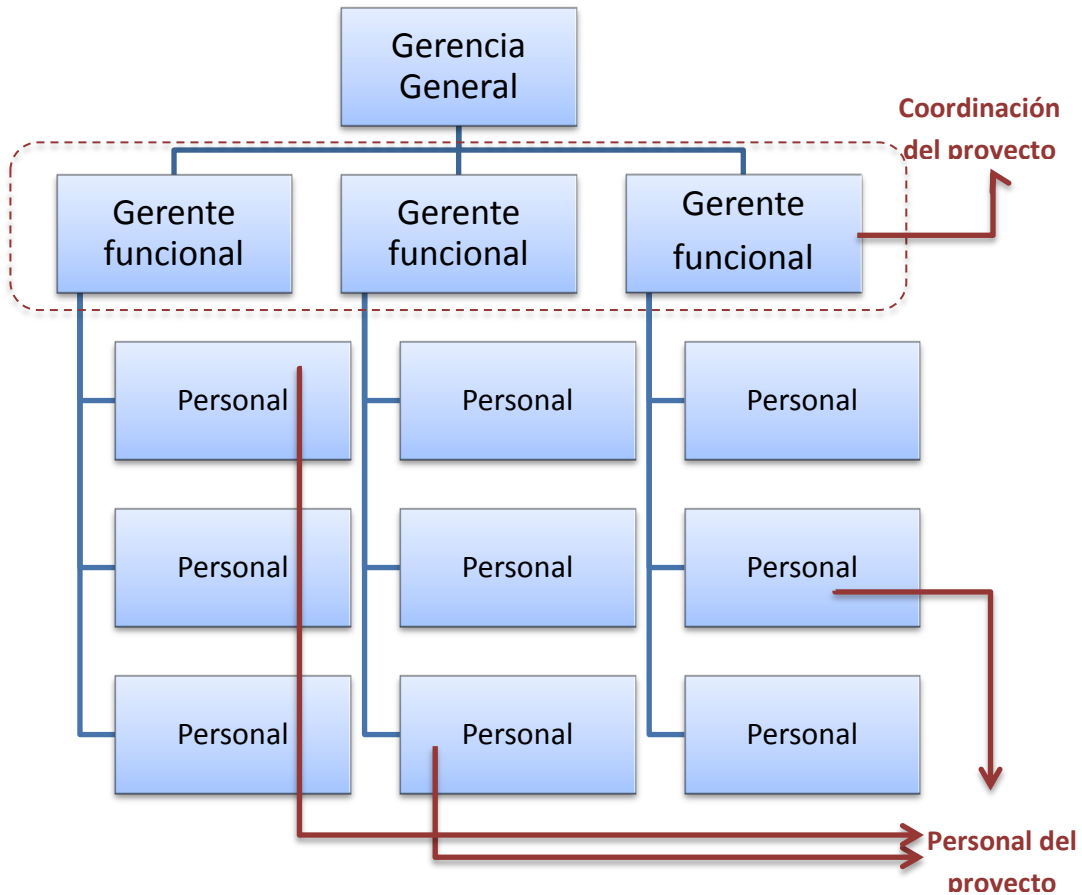 Gerencia
General
Coordinación
del proyecto
Gerente
funcional
Gerente
funcional
Gerente
funcional
Personal
Personal
Personal
Personal
Personal
Personal
Personal
Personal
Personal
Personal del
proyecto